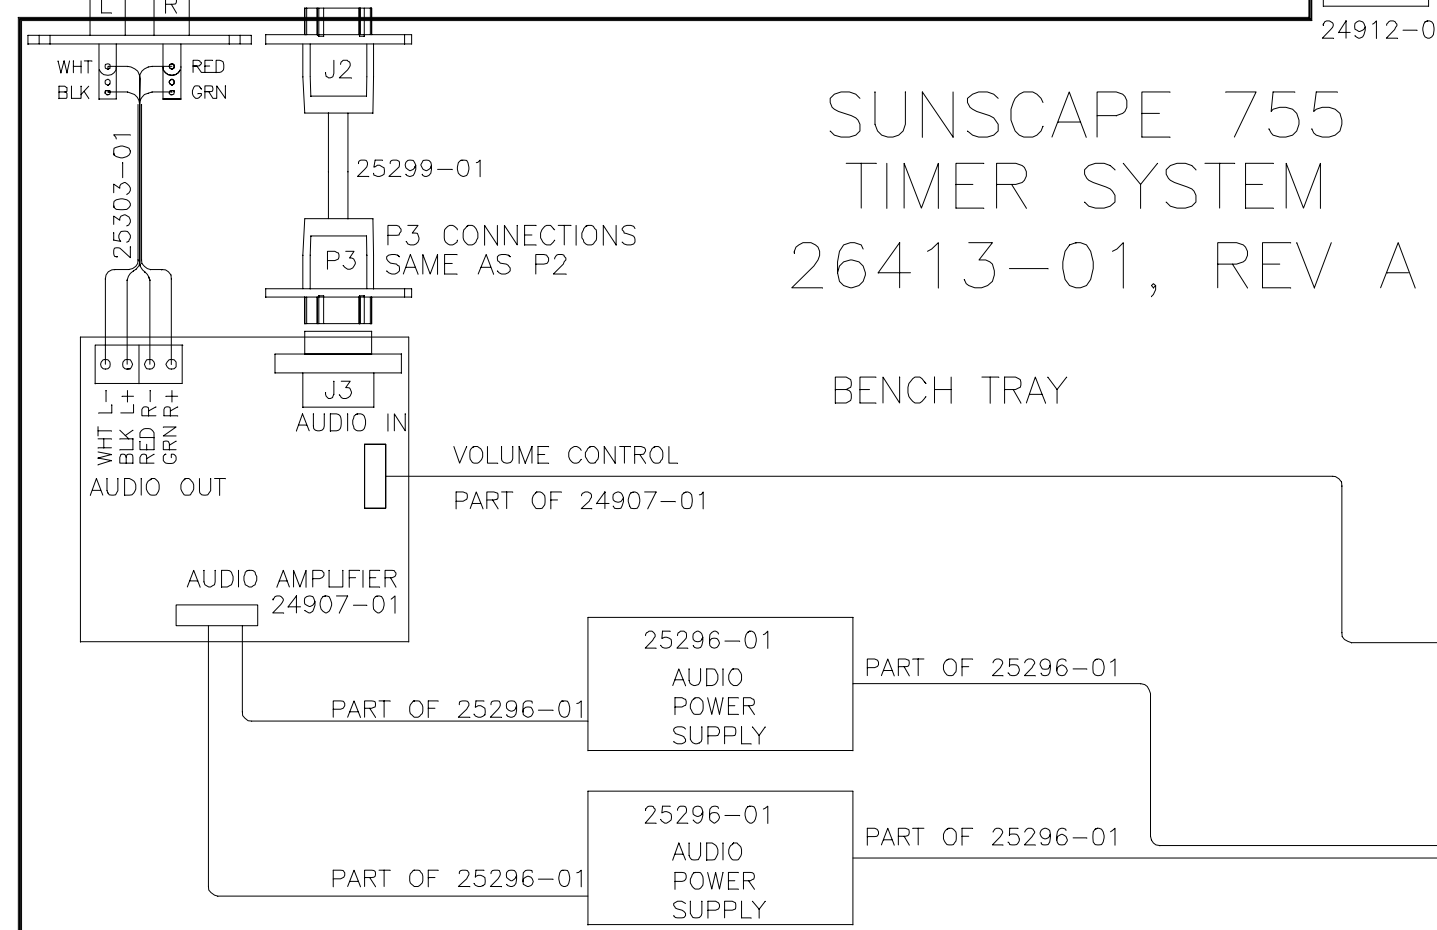 L R
24912-0
WHT RED
BLK GRN
J2
SUNSCAPE 755
TIMER SYSTEM
26413-01, REV A
25303-01
25299-01
P3
P3 CONNECTIONS
SAME AS P2
BENCH TRAY
J3
AUDIO IN
WHT L-
BLK L+
RED R-
GRN R+
AUDIO OUT
VOLUME CONTROL
PART OF 24907-01
AUDIO AMPLIFIER
24907-01
25296-01
AUDIO
POWER
SUPPLY
PART OF 25296-01
PART OF 25296-01
25296-01
AUDIO
POWER
SUPPLY
PART OF 25296-01
PART OF 25296-01